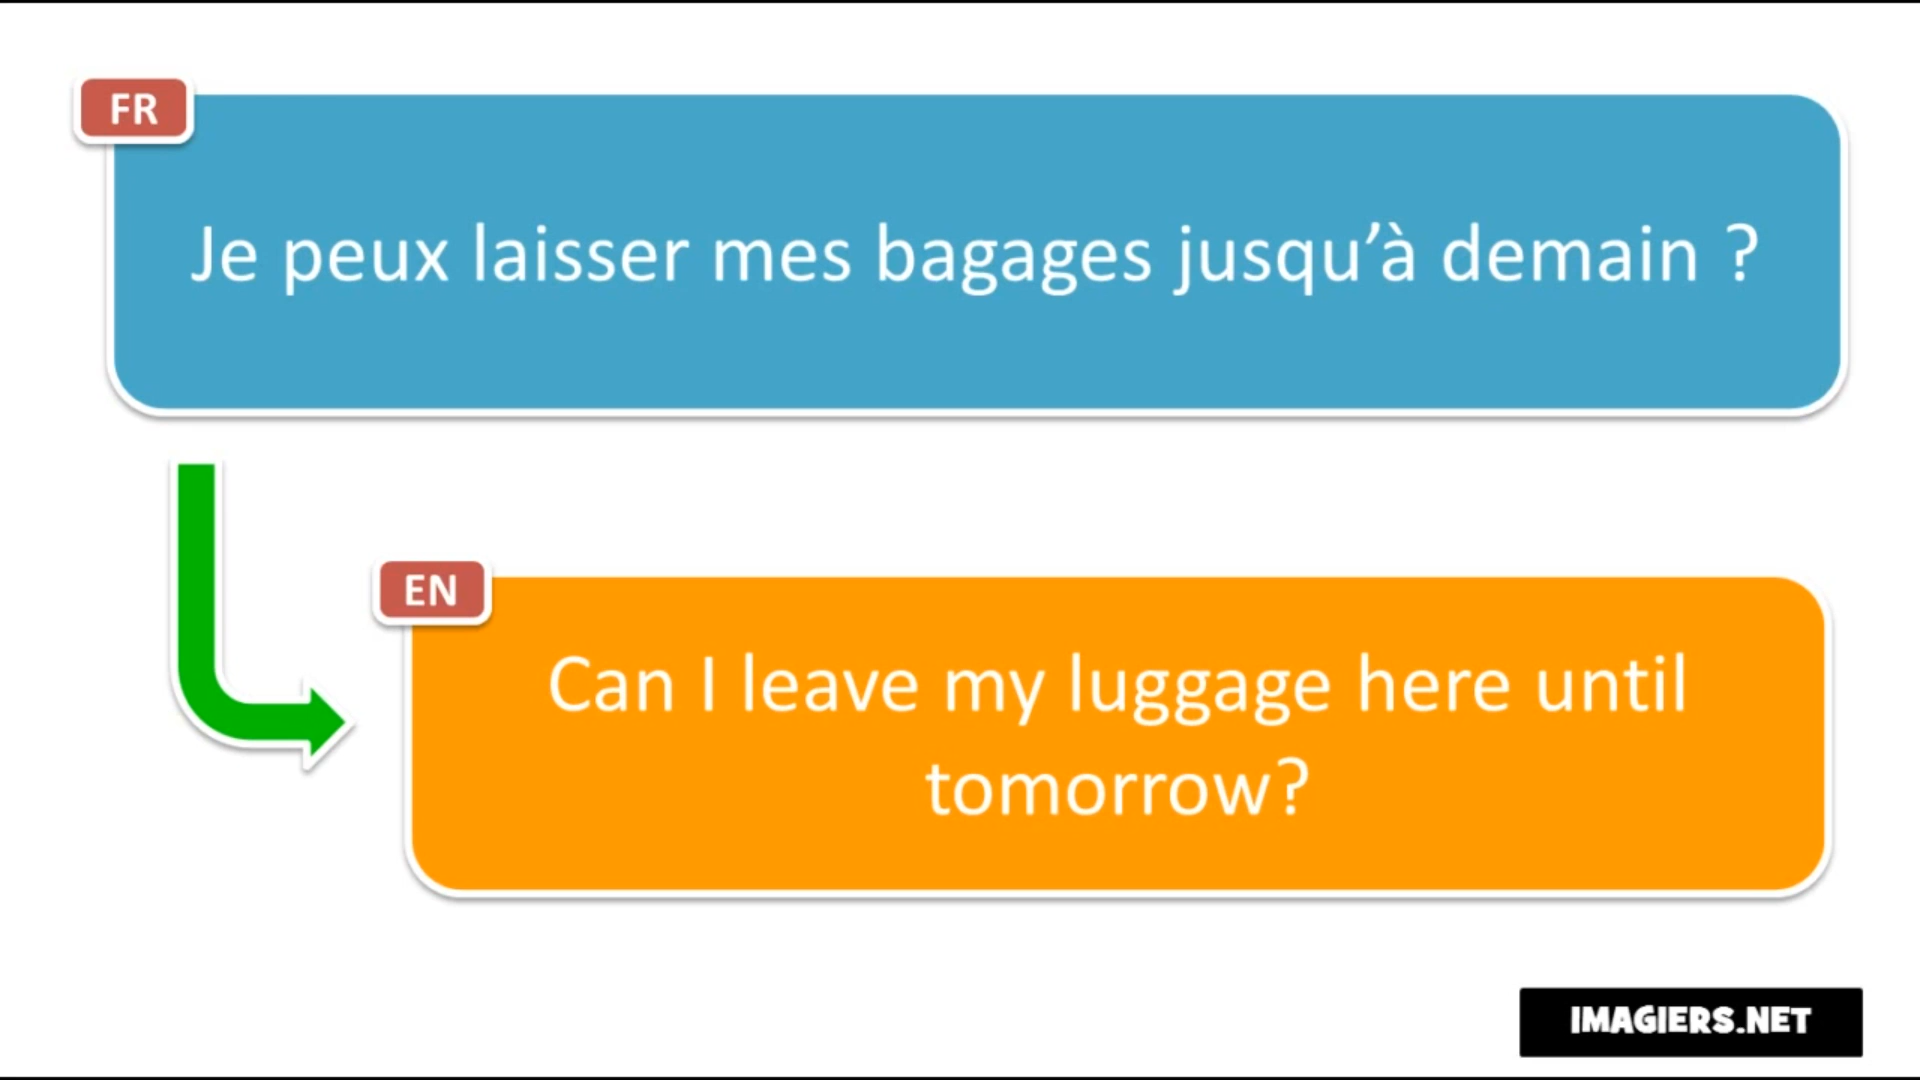 FR
Je peux laisser mes bagages jusqu’à demain ?
EN
Can I leave my luggage here until
tomorrow?
IMAGIERS.NET